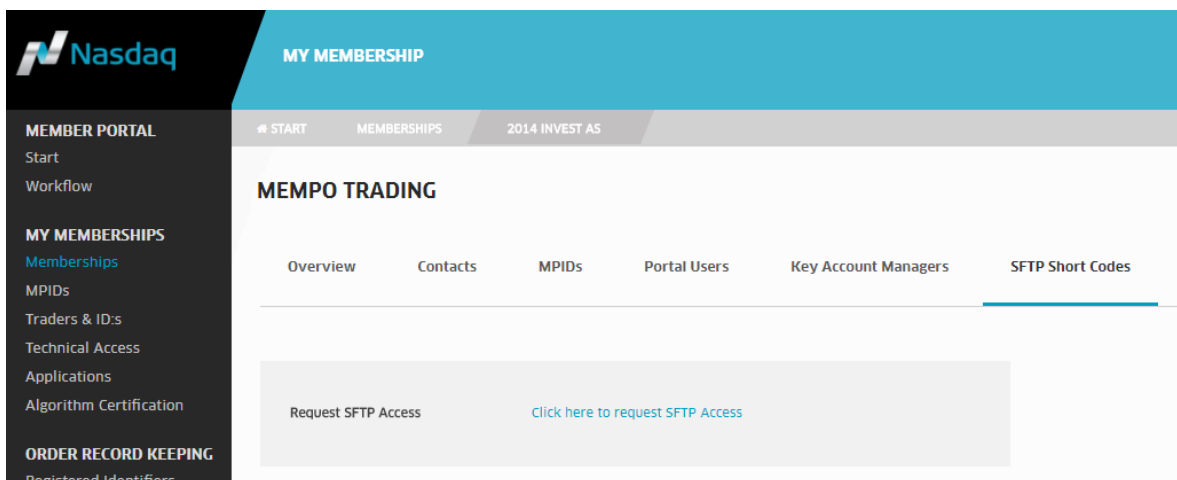 Nasdaq
MY MEMBERSHIP
MEMBER PORTAL
Start
Workflow
MY MEMBERSHIPS
Memberships
MPIDs
Traders & ID:s
Technical Access
Applications
Algorithm Certification
ORDER RECORD KEEPING
Registered Identifiers
START MEMBERSHIPS 2014 INVEST AS
MEMPO TRADING
Overview Contacts MPIDs Portal Users Key Account Managers SFTP Short Codes
Request SFTP Access Click here to request SFTP Access